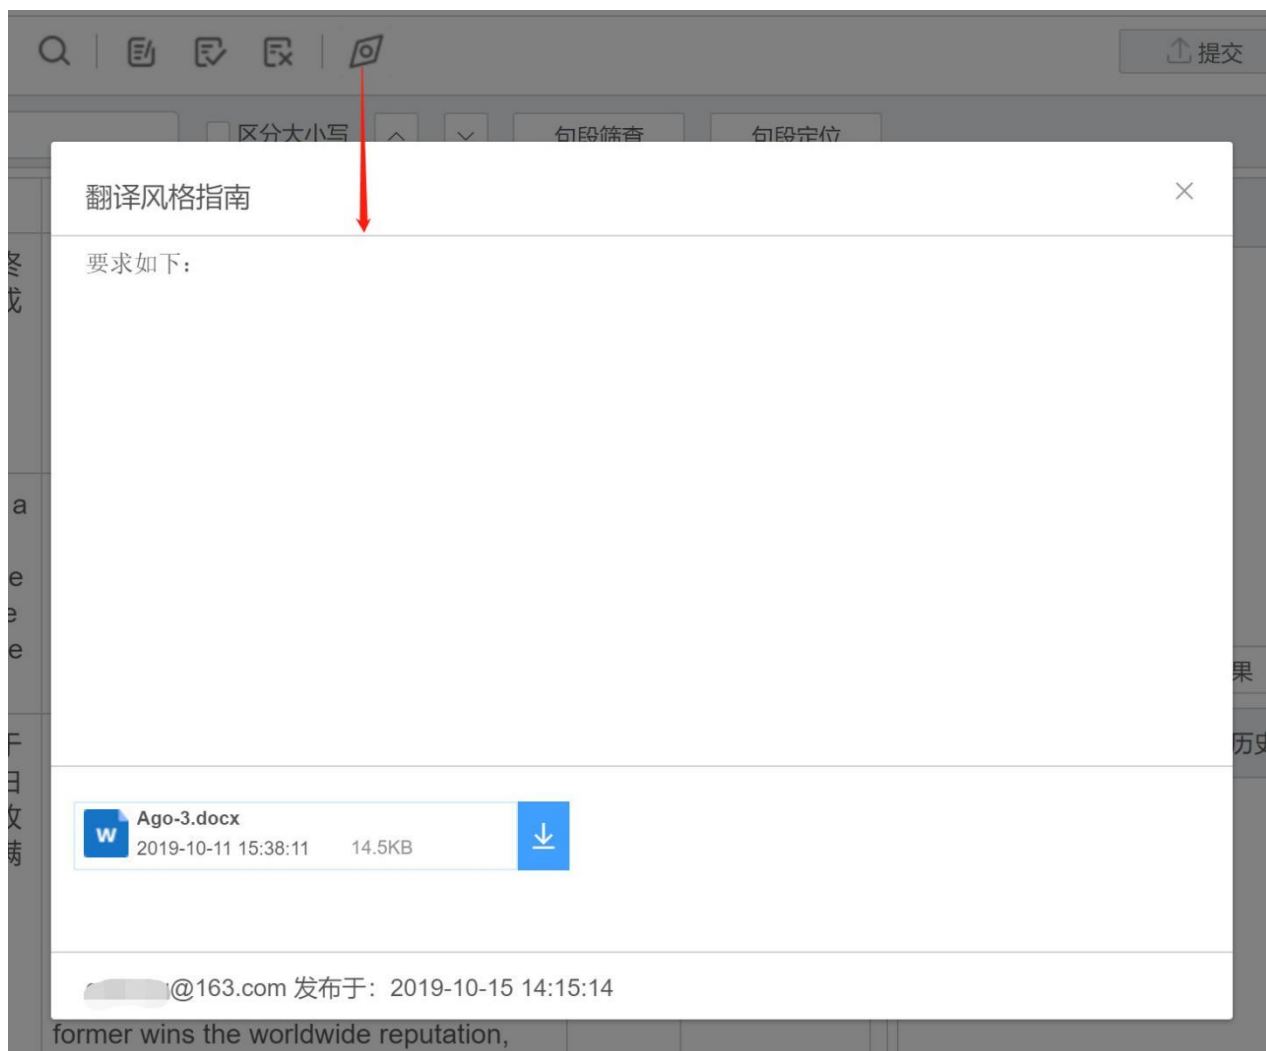 提交
区分大小写
句段筛查
句段定位
翻译风格指南
要求如下：
a
e
e
e
果
历史
W
Ago-3.docx
2019-10-11 15:38:11 14.5KB
@163.com 发布于：2019-10-15 14:15:14
former wins the worldwide reputation,